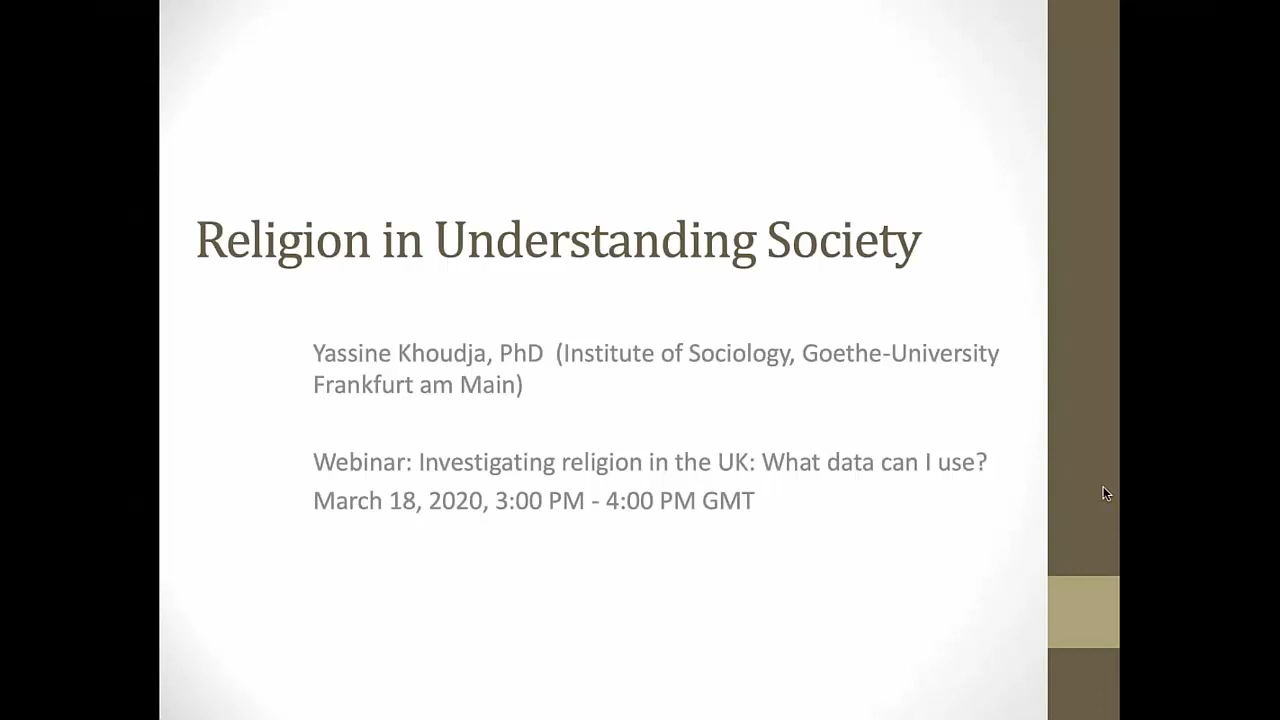 Religion in Understanding Society
Yassine Khoudja, PhD (Institute of Sociology, Goethe-University
Frankfurt am Main)
Webinar: Investigating religion in the UK: What data can I use?
March 18, 2020, 3:00 PM - 4:00 PM GMT